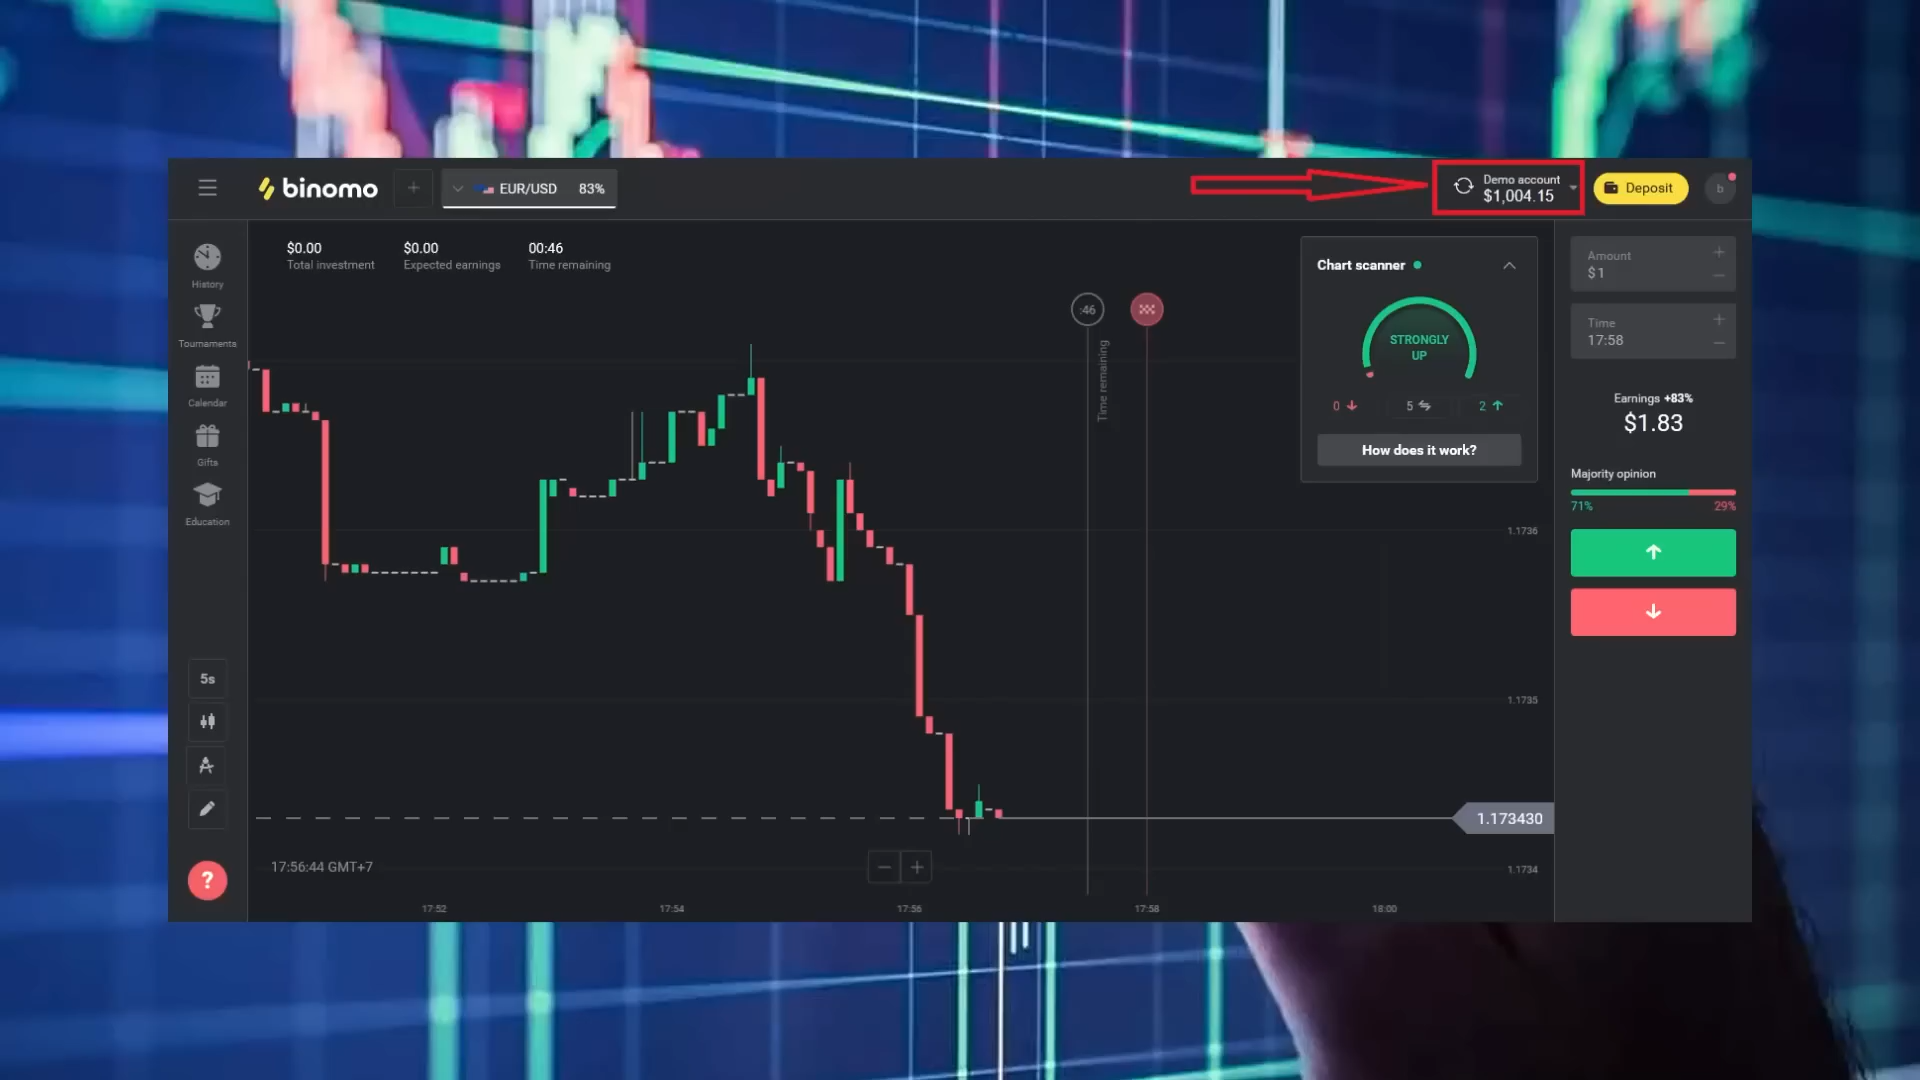 binomo
+
EUR/USD 83%
Demo account
$1,004.15
Deposit
b
$0.00
Total investment
$0.00
Expected earnings
00:46
Time remaining
History
Tournaments
Calendar
Gifts
Education
5s
?
:46
Time remaining
Chart scanner
STRONGLY
UP
0 5 2
How does it work?
Amount
$1
Time
17:58
Earnings +83%
$1.83
Majority opinion
71% 29%
1.1736
1.1735
1.173430
1.1734
17:56:44 GMT+7
17:52 17:54 17:56 17:58 18:00